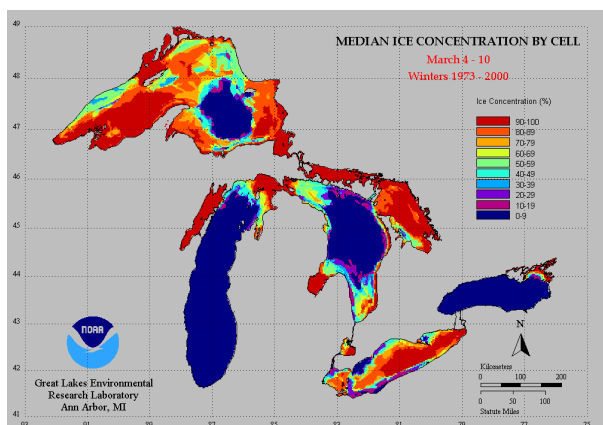 49
MEDIAN ICE CONCENTRATION BY CELL
March 4 - 10
Winters 1973 - 2000
48
Ice Concentration (%)
90-100
80-89
70-79
60-69
50-59
40-49
30-39
20-29
10-19
0-9
47
46
45
44
43
N
NOAA
Kilometers
0 100 200
0 50 100
Statute Miles
42
Great Lakes Environmental
Research Laboratory
Ann Arbor, MI
41